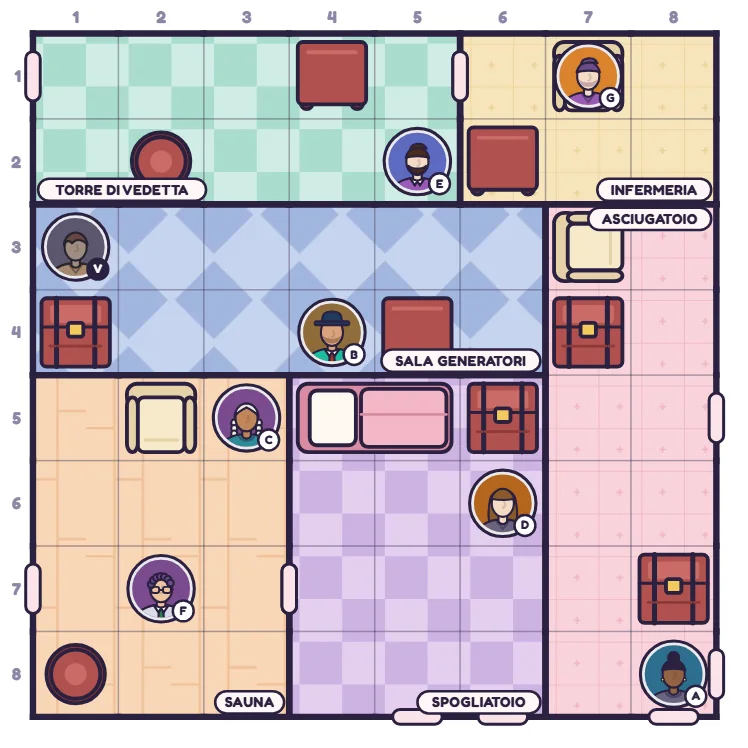 1 2 3 4 5 6 7 8
1
G
2
E
TORRE DI VEDETTA
INFERMERIA
ASCIUGATOIO
3
V
4
B
SALA GENERATORI
5
C
6
D
7
F
8
A
SAUNA
SPOGLIATOIO